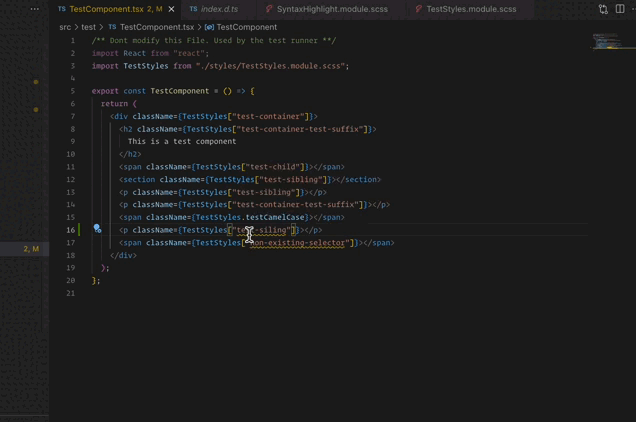 TS TestComponent.tsx 2, M
TS index.d.ts
SyntaxHighlight.module.scss
TestStyles.module.scss
src > test > TS TestComponent.tsx > TestComponent
1 /** Dont modify this File. Used by the test runner **/
2 import React from "react";
3 import TestStyles from "./styles/TestStyles.module.scss";
4
5 export const TestComponent = () => {
6 return (
7 <div className={TestStyles["test-container"]}>
8 <h2 className={TestStyles["test-container-test-suffix"]}>
9 This is a test component
10 </h2>
11 <span className={TestStyles["test-child"]}></span>
12 <section className={TestStyles["test-sibling"]}></section>
13 <p className={TestStyles["test-sibling"]}></p>
14 <p className={TestStyles["test-container-test-suffix"]}></p>
15 <span className={TestStyles.testCamelCase}></span>
16 <p className={TestStyles["test-siling"]}></p>
17 <span className={TestStyles["non-existing-selector"]}></span>
18 </div>
19 );
20 };
21
2, M